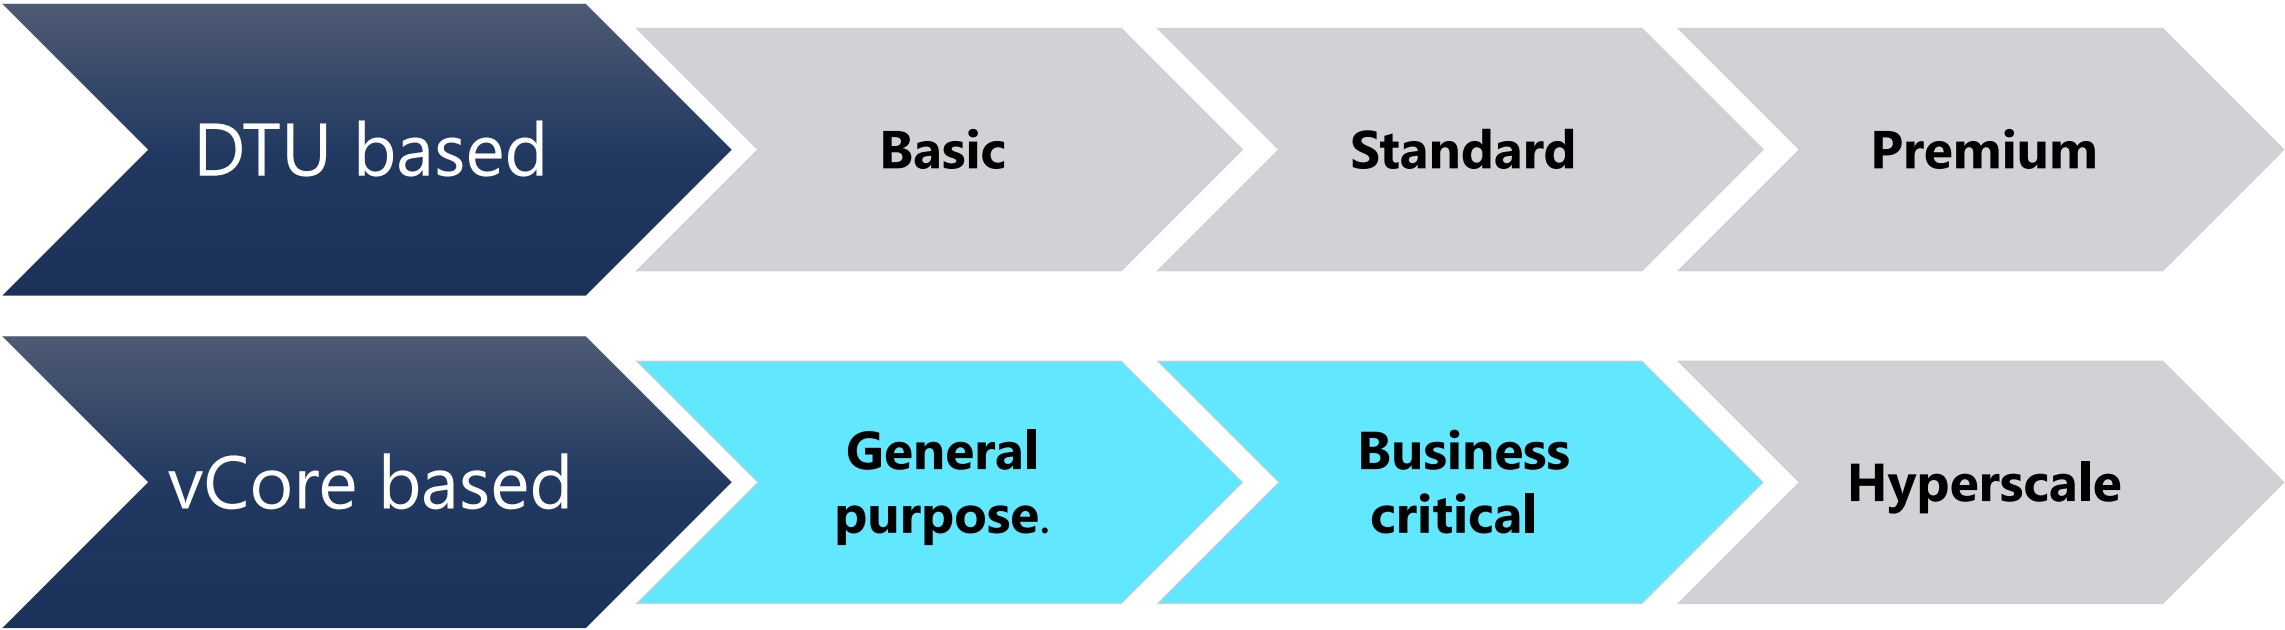 DTU based
Basic
Standard
Premium
vCore based
General
purpose.
Business
critical
Hyperscale